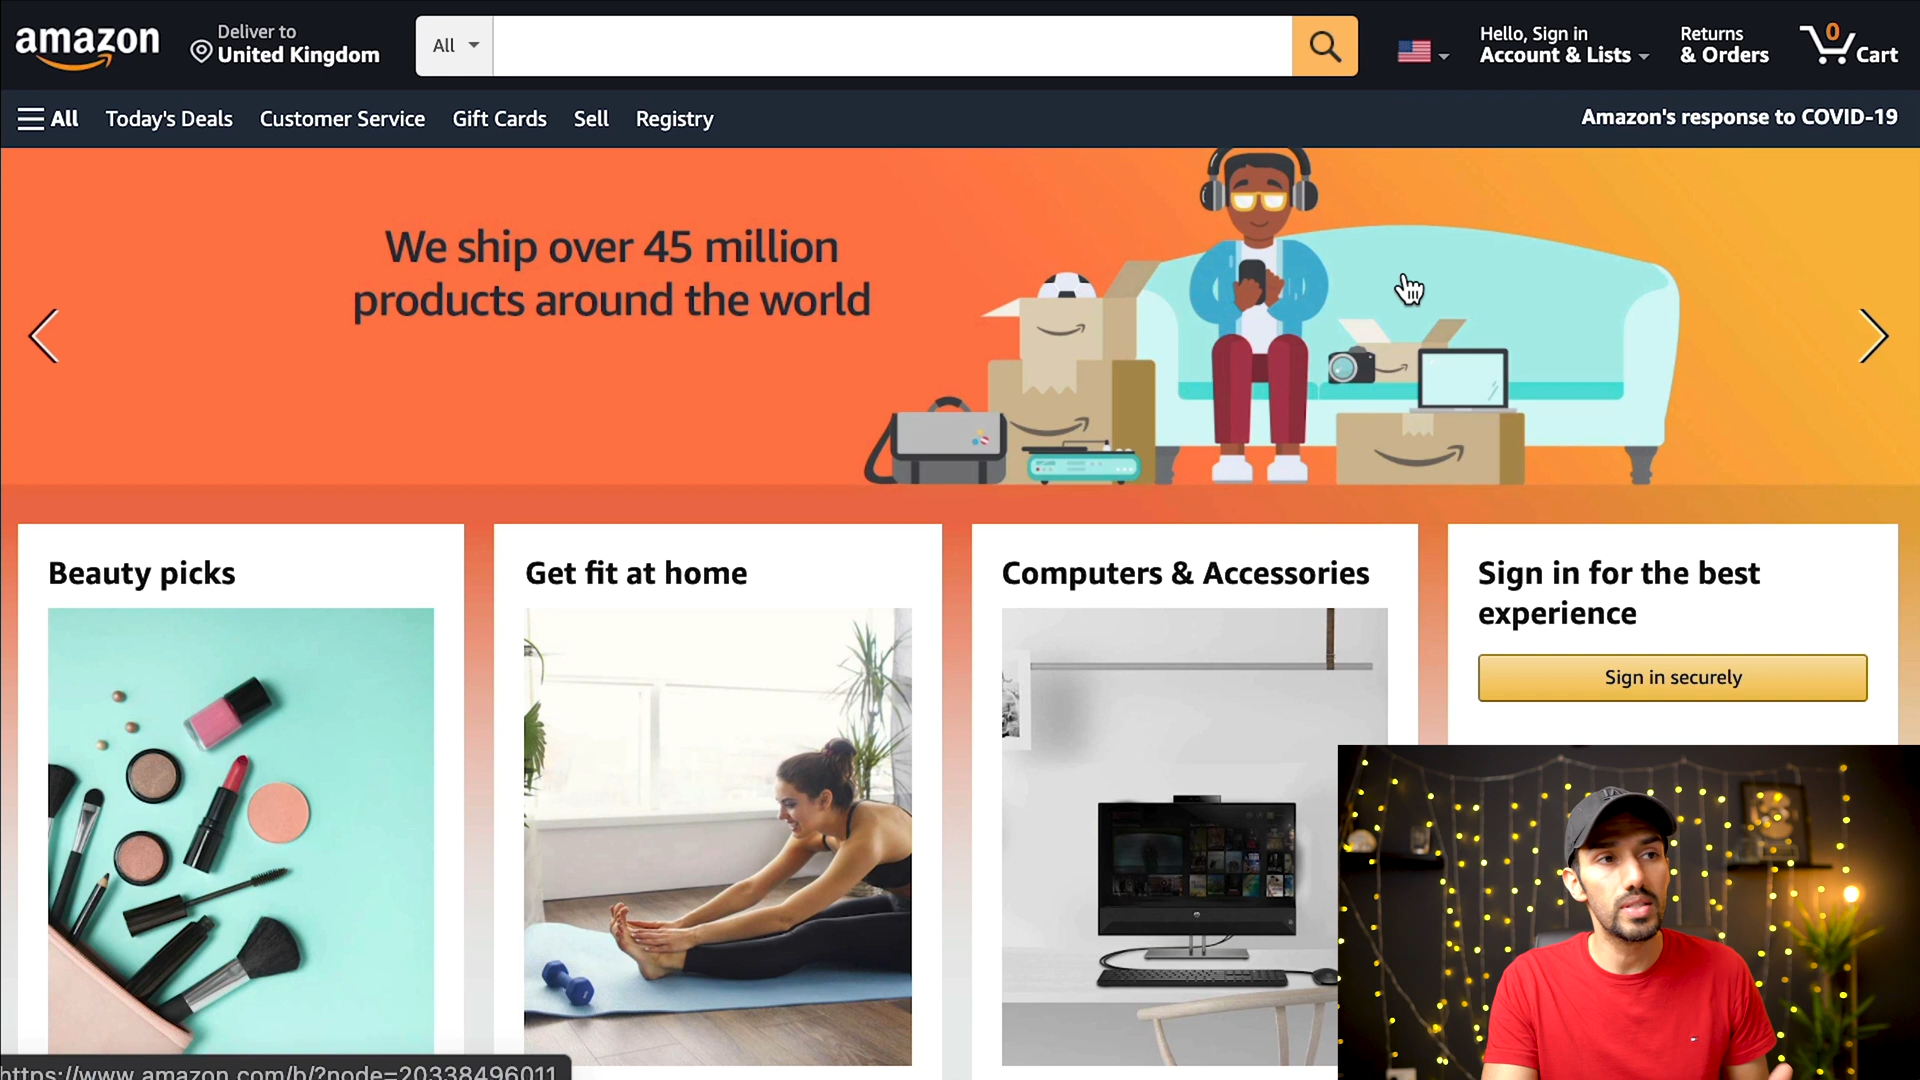 amazon
Deliver to
United Kingdom
All
Hello, Sign in
Account & Lists
Returns
& Orders
0
Cart
All
Today's Deals
Customer Service
Gift Cards
Sell
Registry
Amazon's response to COVID-19
We ship over 45 million
products around the world
Beauty picks
Get fit at home
Computers & Accessories
Sign in for the best
experience
Sign in securely
https://www.amazon.com/b/?node=20338496011